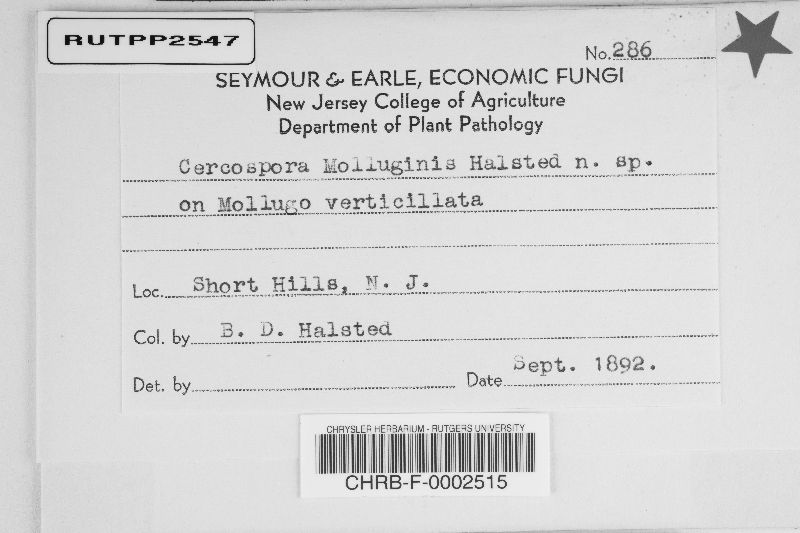 RUTPP2547
No. 286
SEYMOUR & EARLE, ECONOMIC FUNGI
New Jersey College of Agriculture
Department of Plant Pathology
Cercospora Molluginis Halsted n. sp.
on Mollugo verticillata
Loc. Short Hills, N. J.
Col. by B. D. Halsted
Det. by Date Sept. 1892.
CHRYSLER HERBARIUM - RUTGERS UNIVERSITY
CHRB-F-0002515